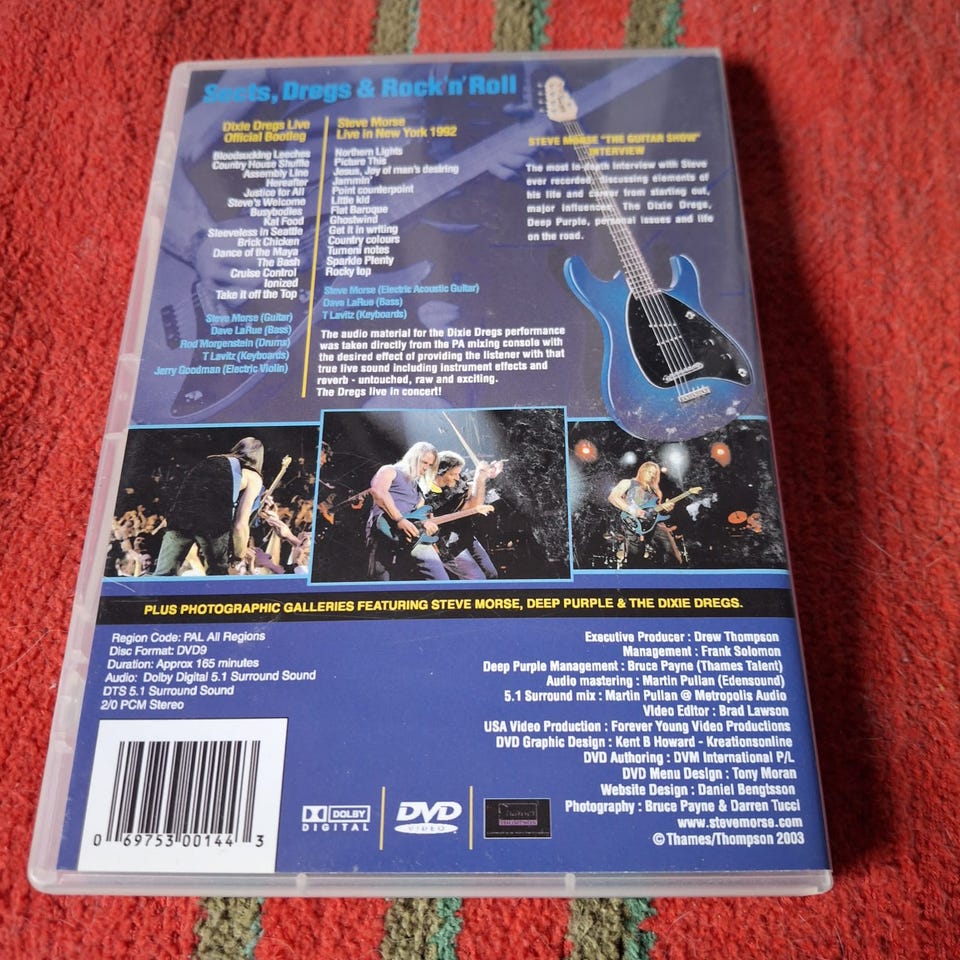 Sects, Dregs & Rock'n'Roll
Dixie Dregs Live
Official Bootleg
Bloodsucking Leeches
Country House Shuffle
Assembly Line
Hereafter
Justice for All
Steve's Welcome
Busybodies
Kat Food
Sleeveless in Seattle
Brick Chicken
Dance of the Maya
The Bash
Cruise Control
Ionized
Take it off the Top
Steve Morse (Guitar)
Dave LaRue (Bass)
Rod Morgenstein (Drums)
T Lavitz (Keyboards)
Jerry Goodman (Electric Violin)
Steve Morse
Live in New York 1992
Northern Lights
Picture This
Jesus, Joy of man's desiring
Jammin'
Point counterpoint
Little kid
Flat Baroque
Ghostwind
Get it in writing
Country colours
Tumeni notes
Sparkle Plenty
Rocky top
Steve Morse (Electric Acoustic Guitar)
Dave LaRue (Bass)
T Lavitz (Keyboards)
The audio material for the Dixie Dregs performance
was taken directly from the PA mixing console with
the desired effect of providing the listener with that
true live sound including instrument effects and
reverb - untouched, raw and exciting.
The Dregs live in concert!
STEVE MORSE "THE GUITAR SHOW"
INTERVIEW
The most in-depth interview with Steve
ever recorded, discussing elements of
his life and career from starting out,
major influences, The Dixie Dregs,
Deep Purple, personal issues and life
on the road.
PLUS PHOTOGRAPHIC GALLERIES FEATURING STEVE MORSE, DEEP PURPLE & THE DIXIE DREGS.
Region Code: PAL All Regions
Disc Format: DVD9
Duration: Approx 165 minutes
Audio: Dolby Digital 5.1 Surround Sound
DTS 5.1 Surround Sound
2/0 PCM Stereo
Executive Producer : Drew Thompson
Management : Frank Solomon
Deep Purple Management : Bruce Payne (Thames Talent)
Audio mastering : Martin Pullan (Edensound)
5.1 Surround mix : Martin Pullan @ Metropolis Audio
Video Editor : Brad Lawson
USA Video Production : Forever Young Video Productions
DVD Graphic Design : Kent B Howard - Kreationsonline
DVD Authoring : DVM International P/L
DVD Menu Design : Tony Moran
Website Design : Daniel Bengtsson
Photography : Bruce Payne & Darren Tucci
www.stevemorse.com
© Thames/Thompson 2003
0 69753 00144 3
DOLBY
DIGITAL
DVD
VIDEO